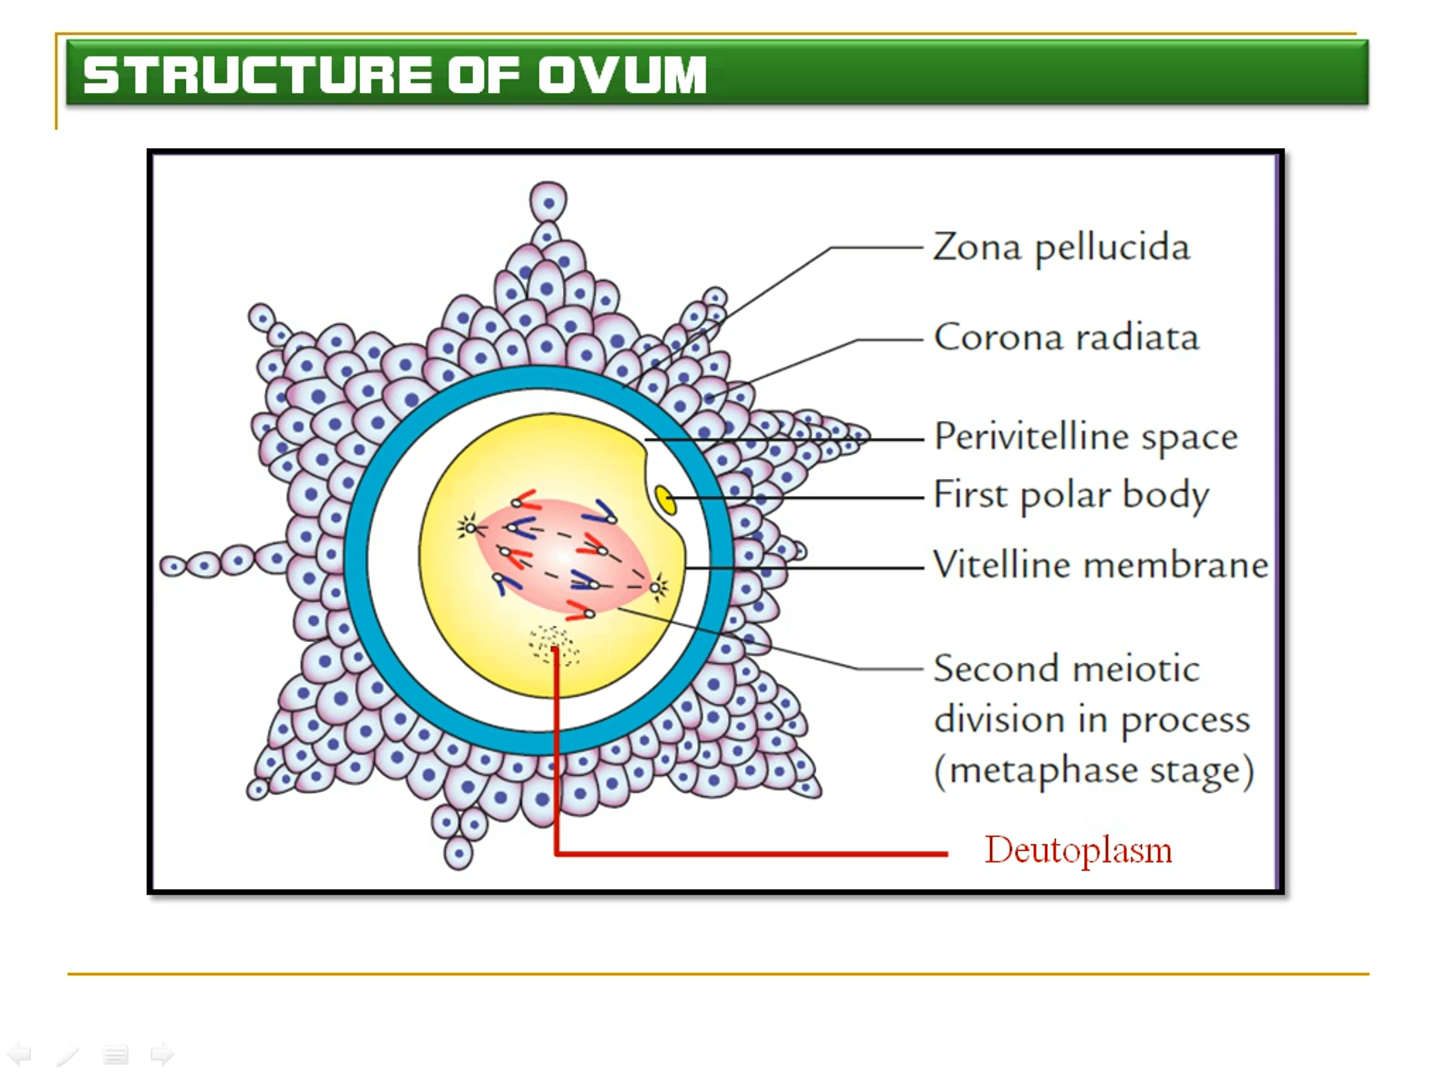 STRUCTURE OF OVUM
Zona pellucida
Corona radiata
Perivitelline space
First polar body
Vitelline membrane
Second meiotic
division in process
(metaphase stage)
Deutoplasm